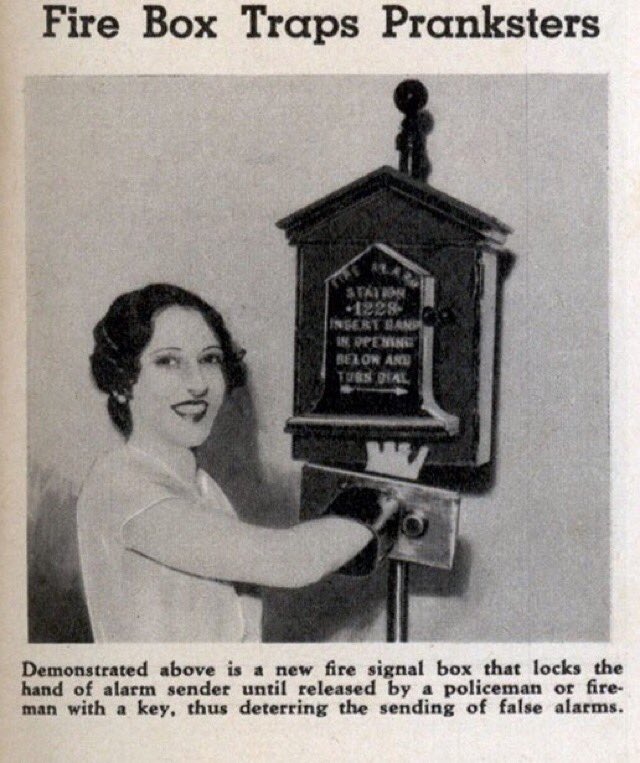 Fire Box Traps Pranksters
FIRE ALARM
STATION
·1228·
INSERT HAND
IN OPENING
BELOW AND
TURN DIAL
Demonstrated above is a new fire signal box that locks the
hand of alarm sender until released by a policeman or fire-
man with a key, thus deterring the sending of false alarms.